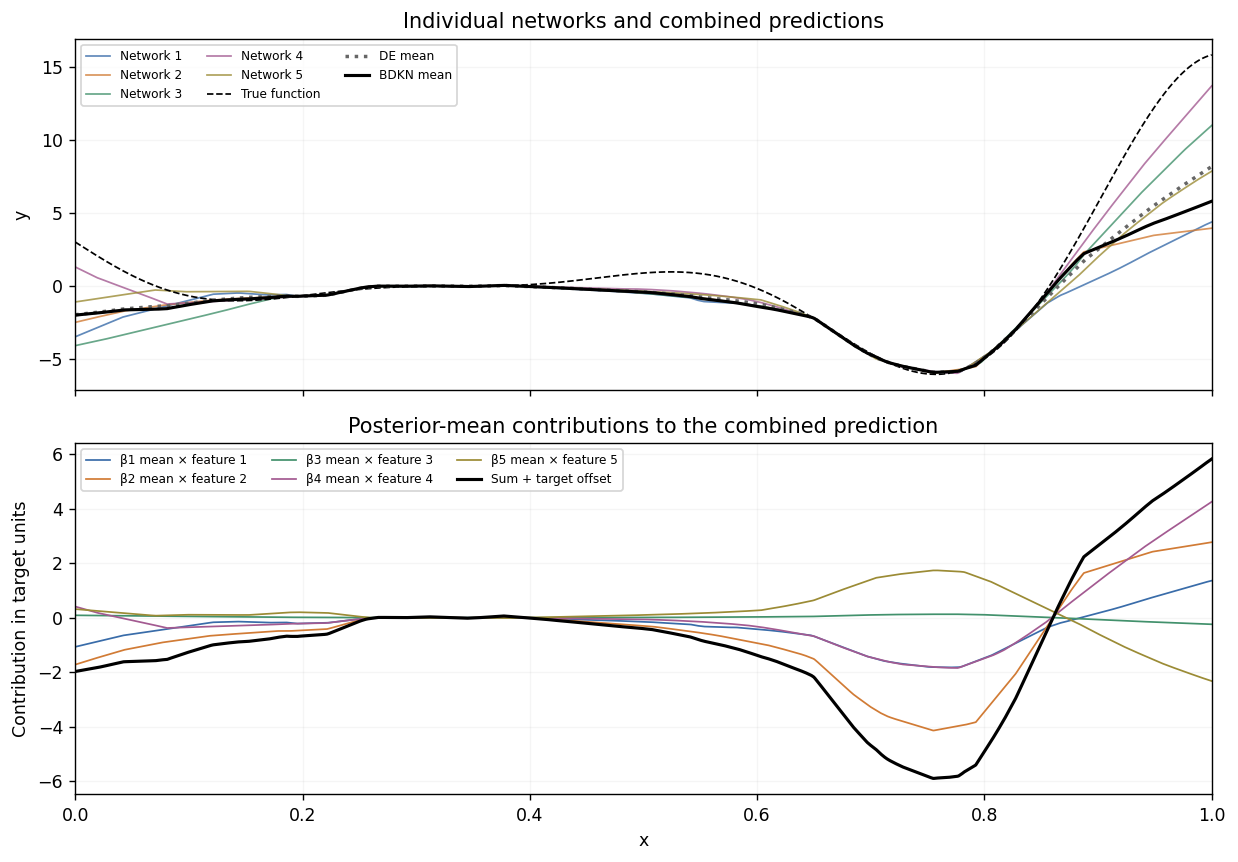 Individual networks and combined predictions
Network 1
Network 2
Network 3
Network 4
Network 5
True function
DE mean
BDKN mean
15
10
5
0
−5
y
Posterior-mean contributions to the combined prediction
β1 mean × feature 1
β2 mean × feature 2
β3 mean × feature 3
β4 mean × feature 4
β5 mean × feature 5
Sum + target offset
6
4
2
0
−2
−4
−6
Contribution in target units
0.0
0.2
0.4
0.6
0.8
1.0
x